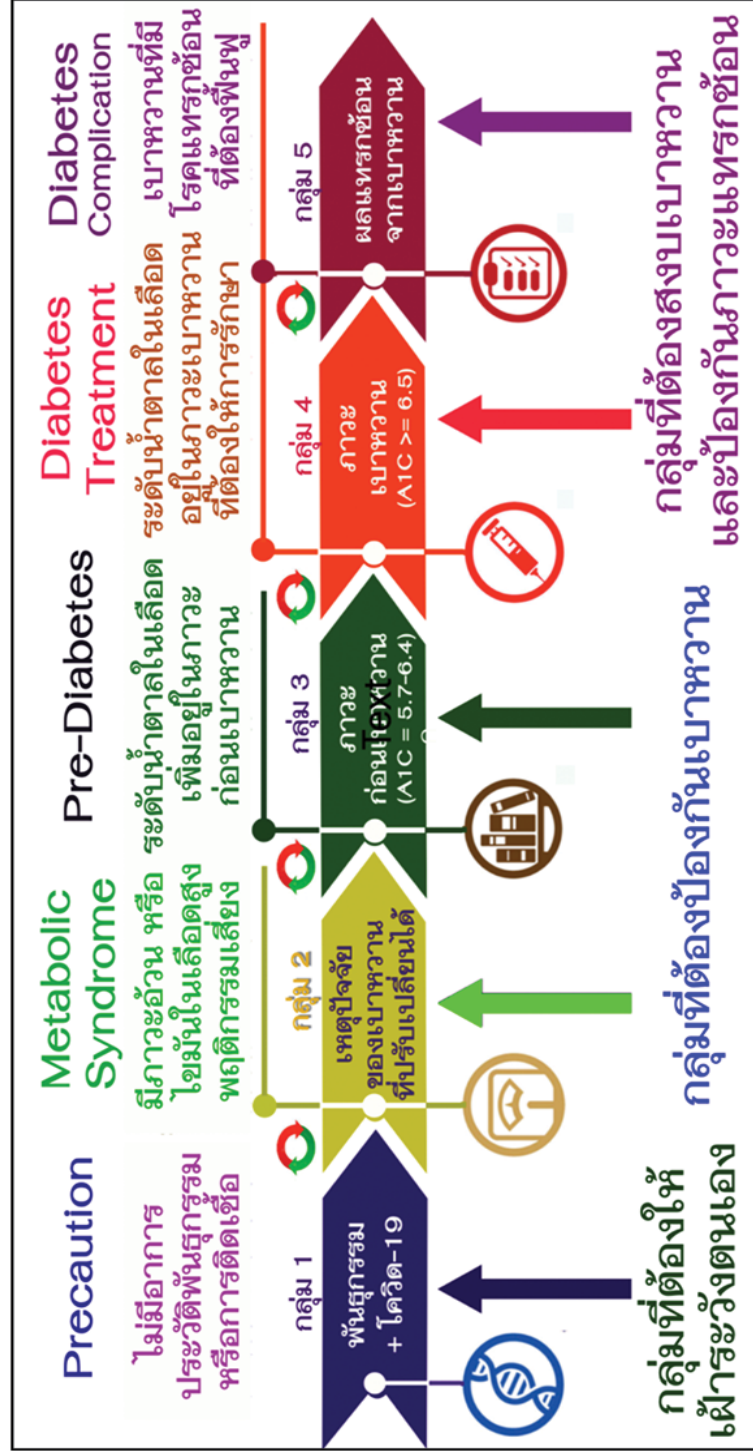 Precaution
ไม่มีอาการ
ประวัติพันธุกรรม
หรือการติดเชื้อ
Metabolic
Syndrome
มีภาวะอ้วน หรือ
ไขมันในเลือดสูง
พฤติกรรมเสี่ยง
Pre-Diabetes
ระดับน้ำตาลในเลือด
เพิ่มอยู่ในภาวะ
ก่อนเบาหวาน
Diabetes
Treatment
ระดับน้ำตาลในเลือด
อยู่ในภาวะเบาหวาน
ที่ต้องให้การรักษา
Diabetes
Complication
เบาหวานที่มี
โรคแทรกซ้อน
ที่ต้องฟื้นฟู
กลุ่ม 1
พันธุกรรม
+ โควิด-19
กลุ่ม 2
เหตุปัจจัย
ของเบาหวาน
ที่ปรับเปลี่ยนได้
กลุ่ม 3
ภาวะ
ก่อนเบาหวาน
Text
(A1C = 5.7-6.4)
กลุ่ม 4
ภาวะ
เบาหวาน
(A1C >= 6.5)
กลุ่ม 5
ผลแทรกซ้อน
จากเบาหวาน
กลุ่มที่ต้องให้
เฝ้าระวังตนเอง
กลุ่มที่ต้องป้องกันเบาหวาน
กลุ่มที่ต้องสงบเบาหวาน
และป้องกันภาวะแทรกซ้อน